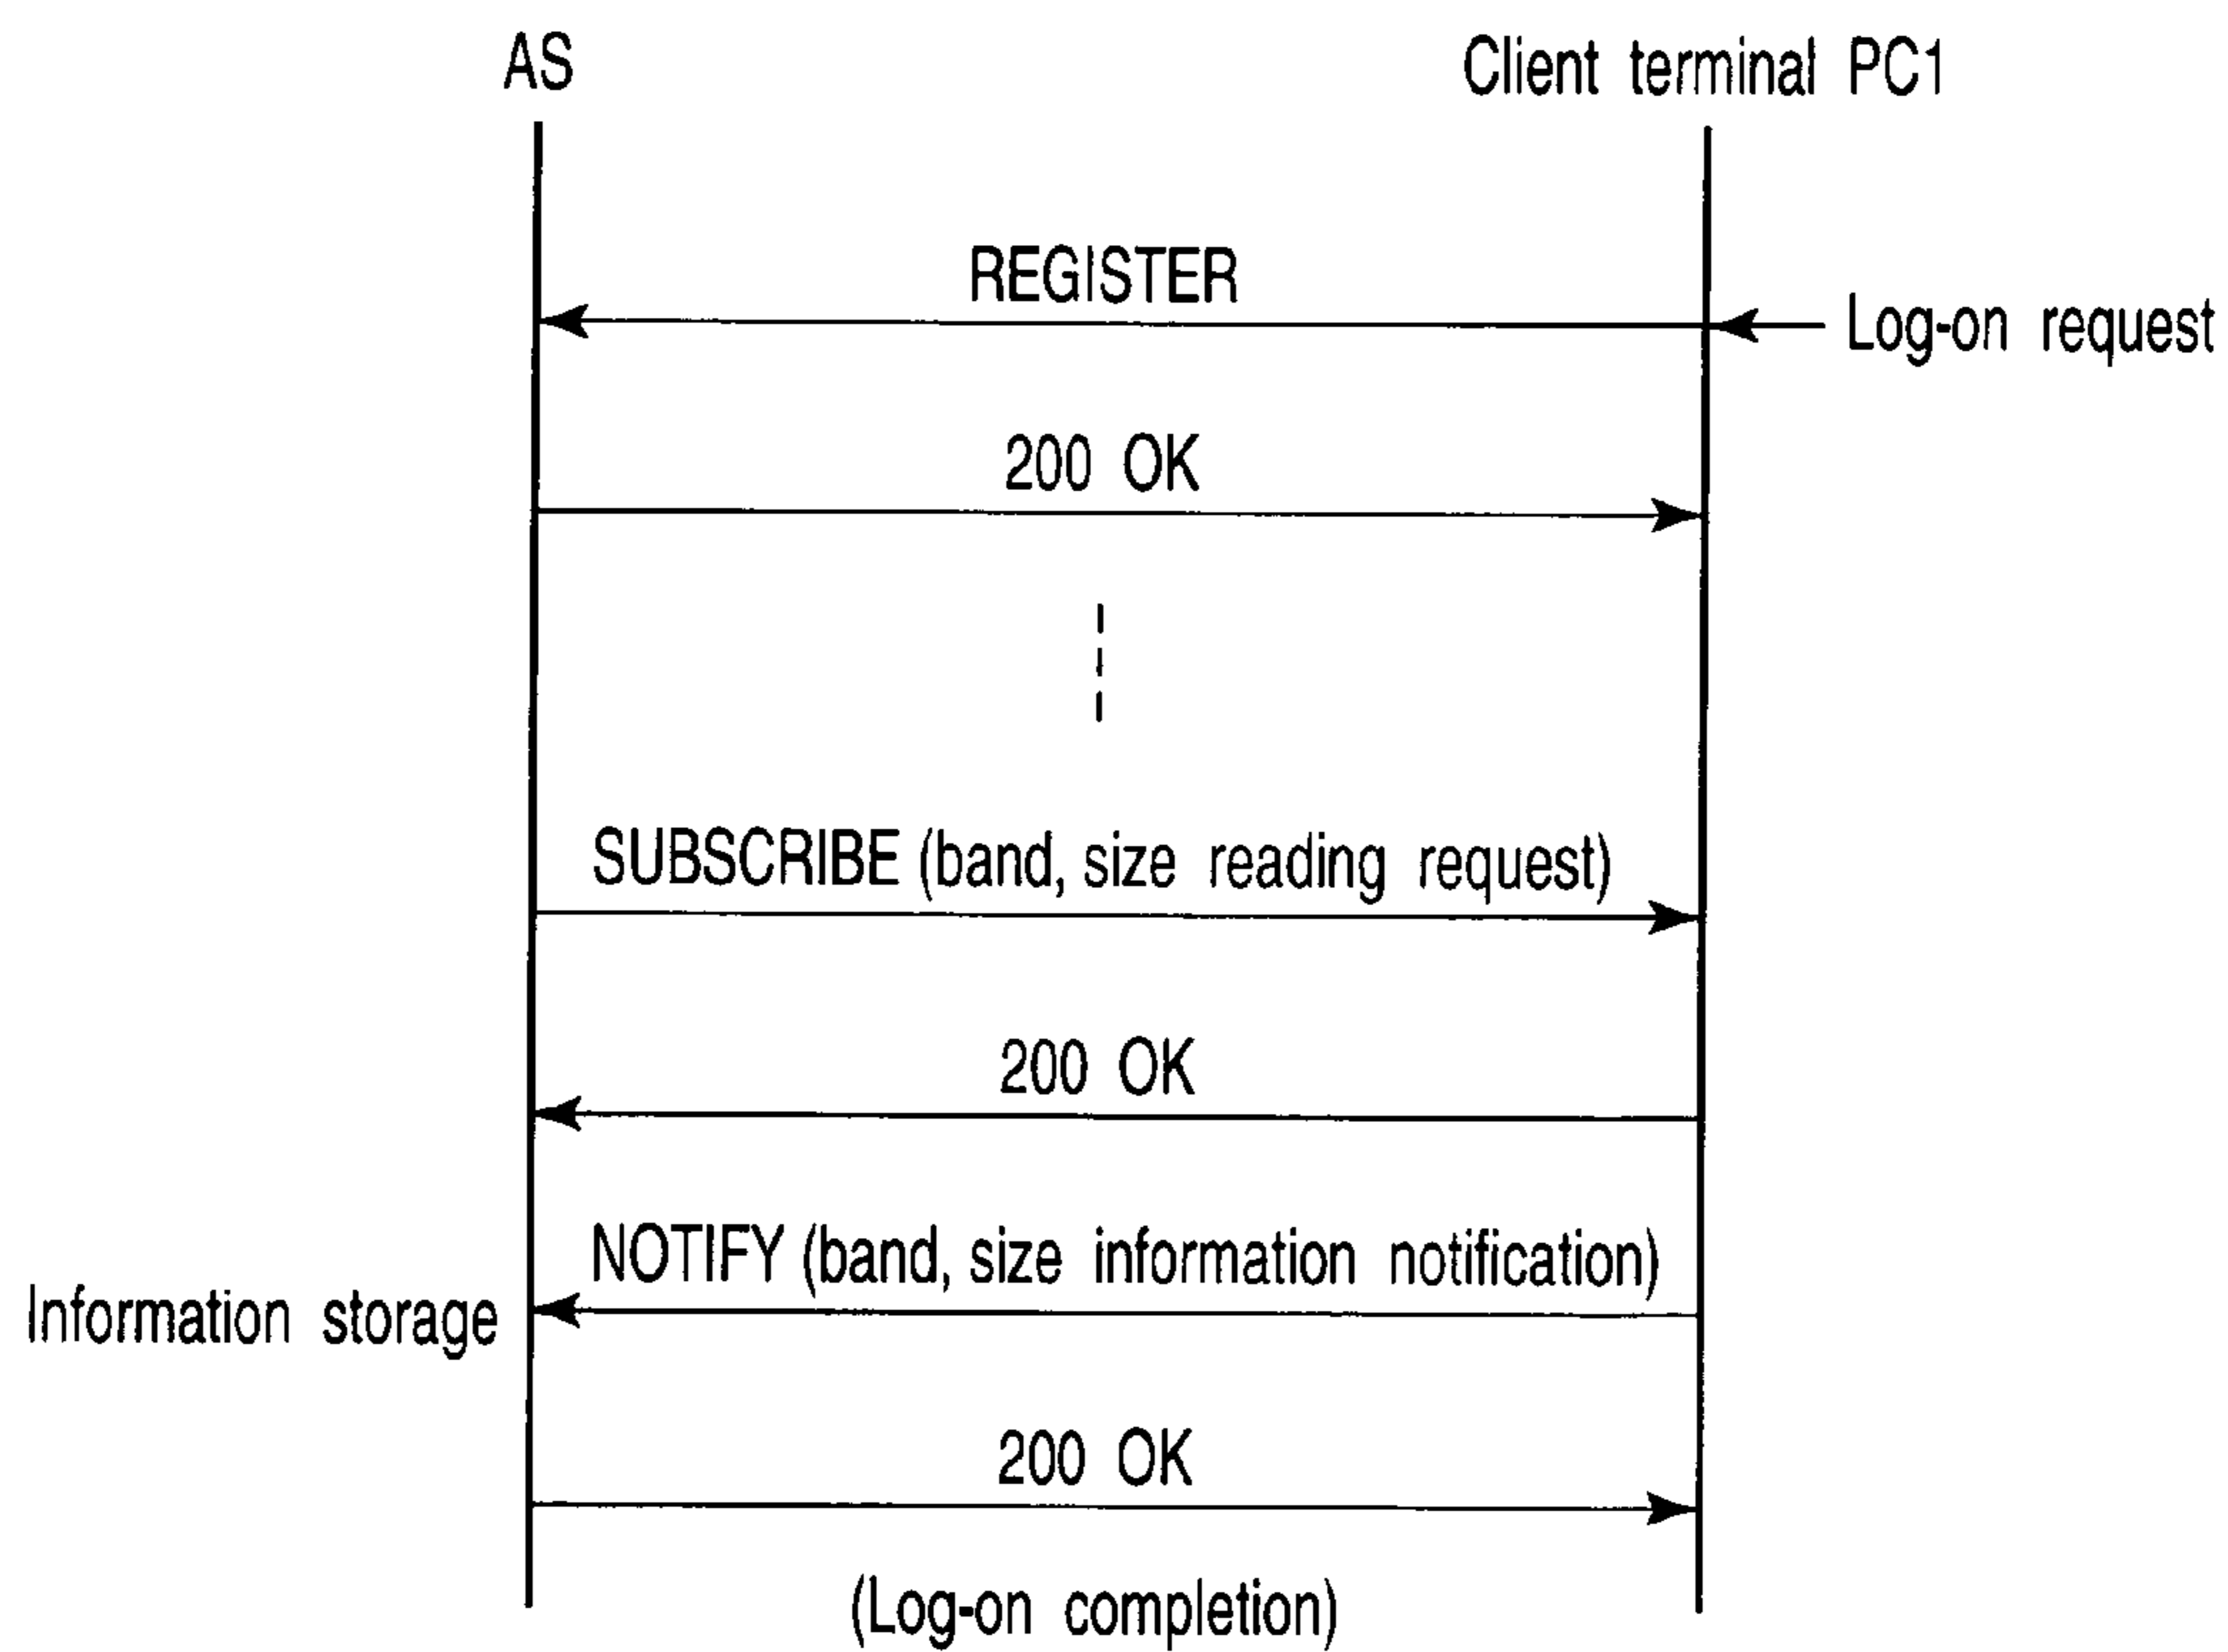 AS
Client terminal PC1
REGISTER
Log-on request
200 OK
SUBSCRIBE (band, size reading request)
200 OK
NOTIFY (band, size information notification)
Information storage
200 OK
(Log-on completion)